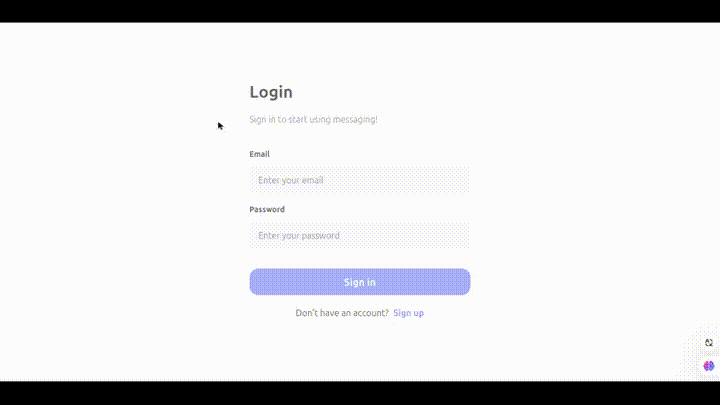 Login
Sign in to start using messaging!
Email
Enter your email
Password
Enter your password
Sign in
Don't have an account? Sign up